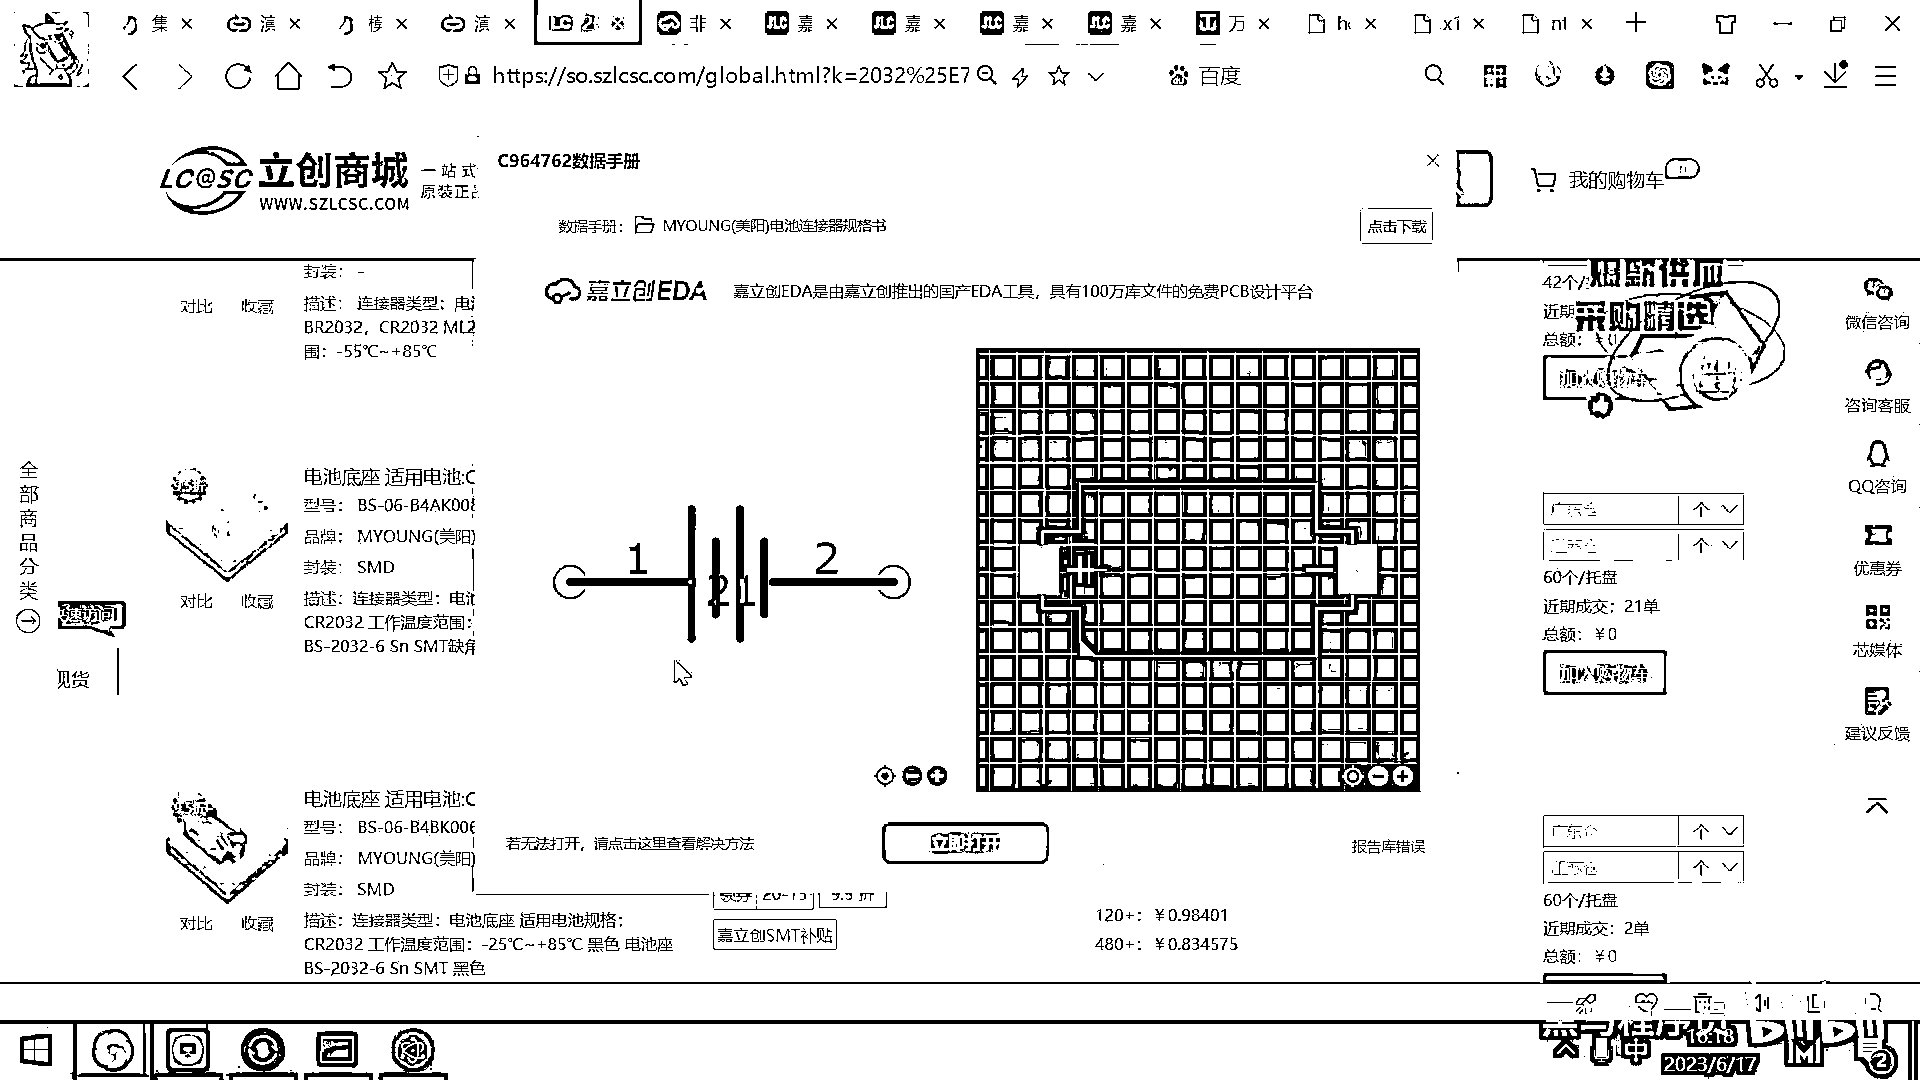 集
滇
榜
滇
非
嘉
嘉
嘉
嘉
万
x1
https://so.szlcsc.com/global.html?k=2032%25E7
百度
LC@SC 立创商城
WWW.SZLCSC.COM
一站式
原装正品
C964762数据手册
数据手册： MYOUNG(美阳)电池连接器规格书
点击下载
我的购物车
嘉立创EDA
嘉立创EDA是由嘉立创推出的国产EDA工具，具有100万库文件的免费PCB设计平台
封装： -
对比 收藏
描述： 连接器类型：电
BR2032，CR2032 ML2
围：-55℃~+85℃
42个/
近期
总额：￥0
采购精选
加入购物车
微信咨询
咨询客服
QQ咨询
优惠券
芯媒体
建议反馈
全部商品分类
现货
电池底座 适用电池:C
型号： BS-06-B4AK008
品牌： MYOUNG(美阳)
封装： SMD
对比 收藏
描述：连接器类型：电池
CR2032 工作温度范围：
BS-2032-6 Sn SMT缺角
1
2
21
广东仓 个
江苏仓 个
60个/托盘
近期成交：21单
总额：￥0
加入购物车
若无法打开，请点击这里查看解决方法
立即打开
报告库错误
电池底座 适用电池:C
型号： BS-06-B4BK006
品牌： MYOUNG(美阳)
封装： SMD
对比 收藏
描述：连接器类型：电池底座 适用电池规格：
CR2032 工作温度范围：-25℃~+85℃ 黑色 电池座
BS-2032-6 Sn SMT 黑色
嘉立创SMT补贴
120+：￥0.98401
480+：￥0.834575
广东仓 个
江苏仓 个
60个/托盘
近期成交：2单
总额：￥0
中
16:18
2023/6/17
2